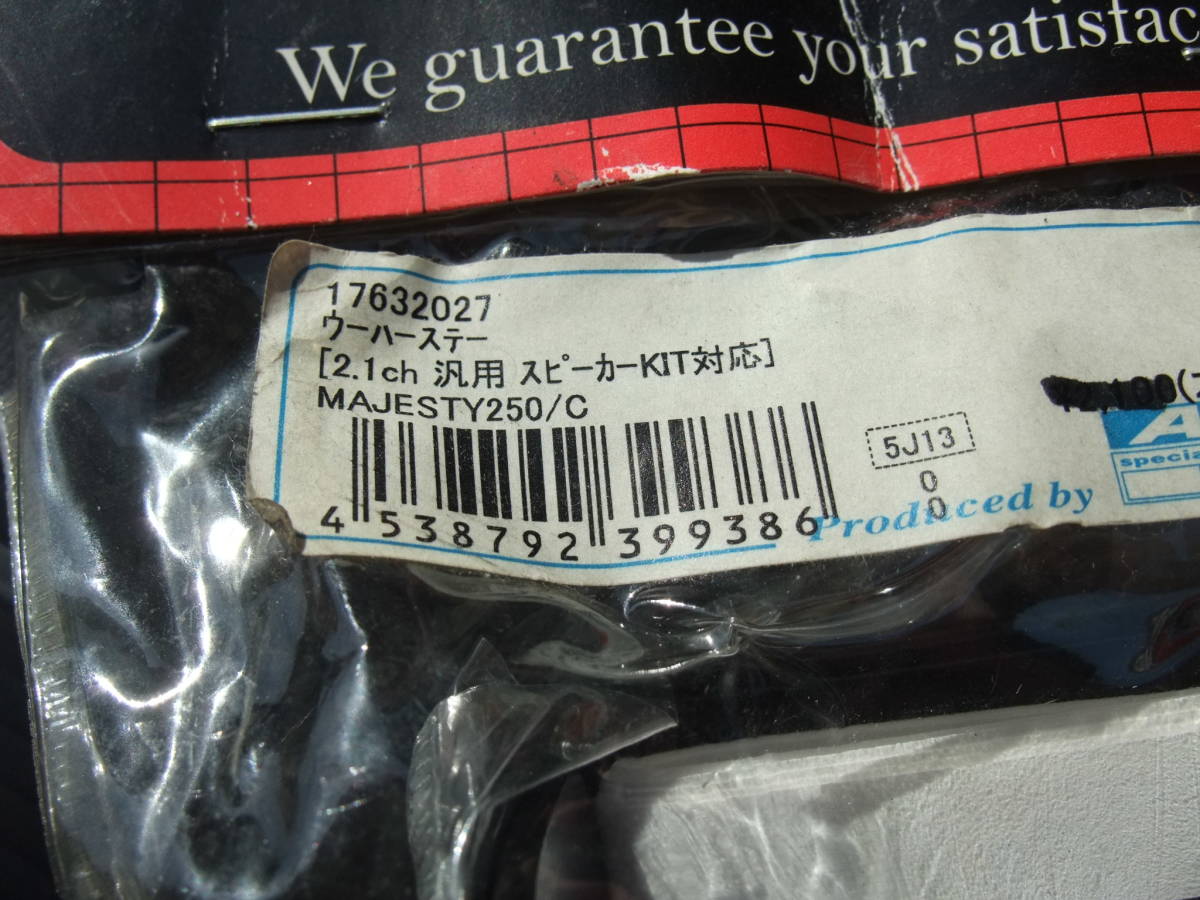 We guarantee your satisfac
17632027
ウーハーステー
[2.1ch 汎用 スピーカーKIT対応]
MAJESTY250/C
5J13
0
0
4 538792 399386
Produced by
specia